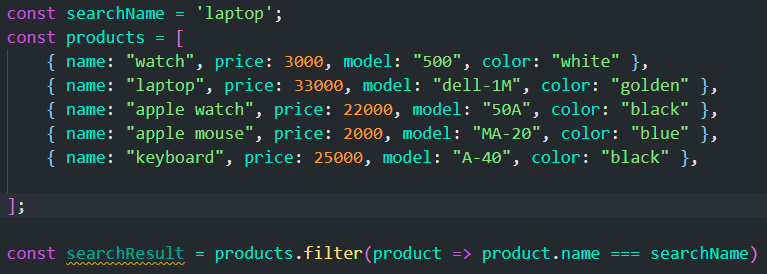 const searchName = 'laptop';
const products = [
{ name: "watch", price: 3000, model: "500", color: "white" },
{ name: "laptop", price: 33000, model: "dell-1M", color: "golden" },
{ name: "apple watch", price: 22000, model: "50A", color: "black" },
{ name: "apple mouse", price: 2000, model: "MA-20", color: "blue" },
{ name: "keyboard", price: 25000, model: "A-40", color: "black" },
];
const searchResult = products.filter(product => product.name === searchName)